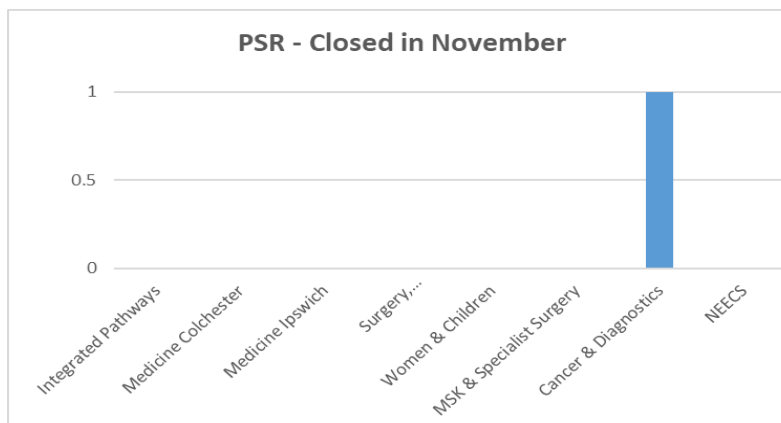 PSR - Closed in November
1
0.5
0
Integrated Pathways
Medicine Colchester
Medicine Ipswich
Surgery,...
Women & Children
MSK & Specialist Surgery
Cancer & Diagnostics
NEECS